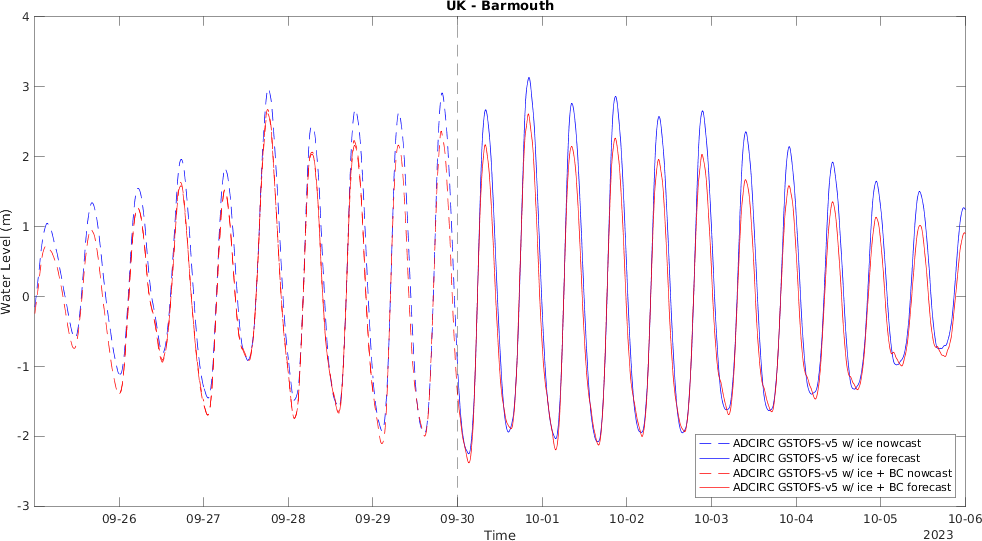 UK - Barmouth
4
3
2
1
0
-1
-2
-3
Water Level (m)
09-26
09-27
09-28
09-29
09-30
10-01
10-02
10-03
10-04
10-05
10-06
Time
2023
ADCIRC GSTOFS-v5 w/ ice nowcast
ADCIRC GSTOFS-v5 w/ ice forecast
ADCIRC GSTOFS-v5 w/ ice + BC nowcast
ADCIRC GSTOFS-v5 w/ ice + BC forecast